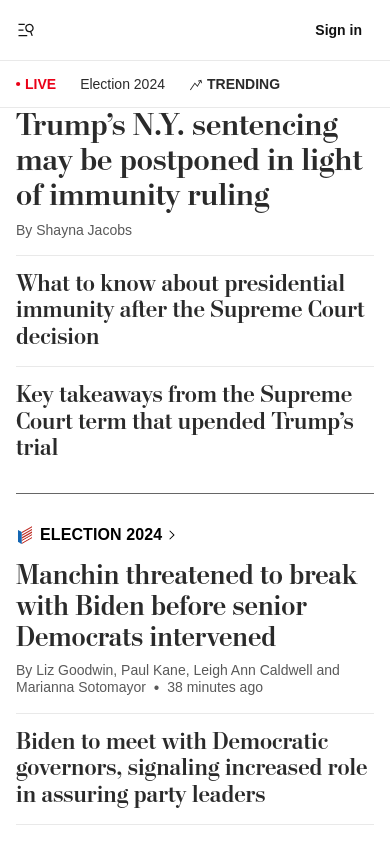 Sign in
• LIVE
Election 2024
TRENDING
Trump’s N.Y. sentencing
may be postponed in light
of immunity ruling
By Shayna Jacobs
What to know about presidential
immunity after the Supreme Court
decision
Key takeaways from the Supreme
Court term that upended Trump’s
trial
ELECTION 2024
Manchin threatened to break
with Biden before senior
Democrats intervened
By Liz Goodwin, Paul Kane, Leigh Ann Caldwell and
Marianna Sotomayor • 38 minutes ago
Biden to meet with Democratic
governors, signaling increased role
in assuring party leaders